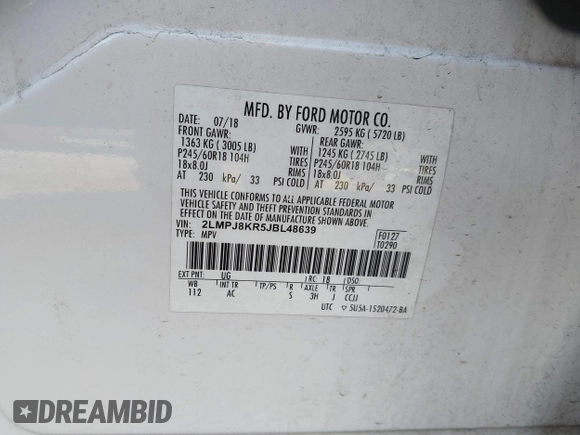 MFD. BY FORD MOTOR CO.
DATE: 07/18 GVWR: 2595 KG ( 5720 LB)
FRONT GAWR: REAR GAWR:
1363 KG ( 3005 LB) WITH 1245 KG ( 2745 LB) WITH
P245/60R18 104H TIRES P245/60R18 104H TIRES
18x8.0J RIMS 18x8.0J RIMS
AT 230 kPa/ 33 PSI COLD AT 230 kPa/ 33 PSI COLD
THIS VEHICLE CONFORMS TO ALL APPLICABLE FEDERAL MOTOR
VEHICLE SAFETY AND THEFT PREVENTION STANDARDS IN
EFFECT ON THE DATE OF MANUFACTURE SHOWN ABOVE.
VIN: 2LMPJ8KR5JBL48639 F0127
TYPE: MPV T0290
EXT PNT: UG RC: 18 DSO:
WB INT TR TP/PS R AXLE TR SPR
112 AC S 3H J CCJJ
UTC ▽ 5U5A-1520472-BA
DREAMBID